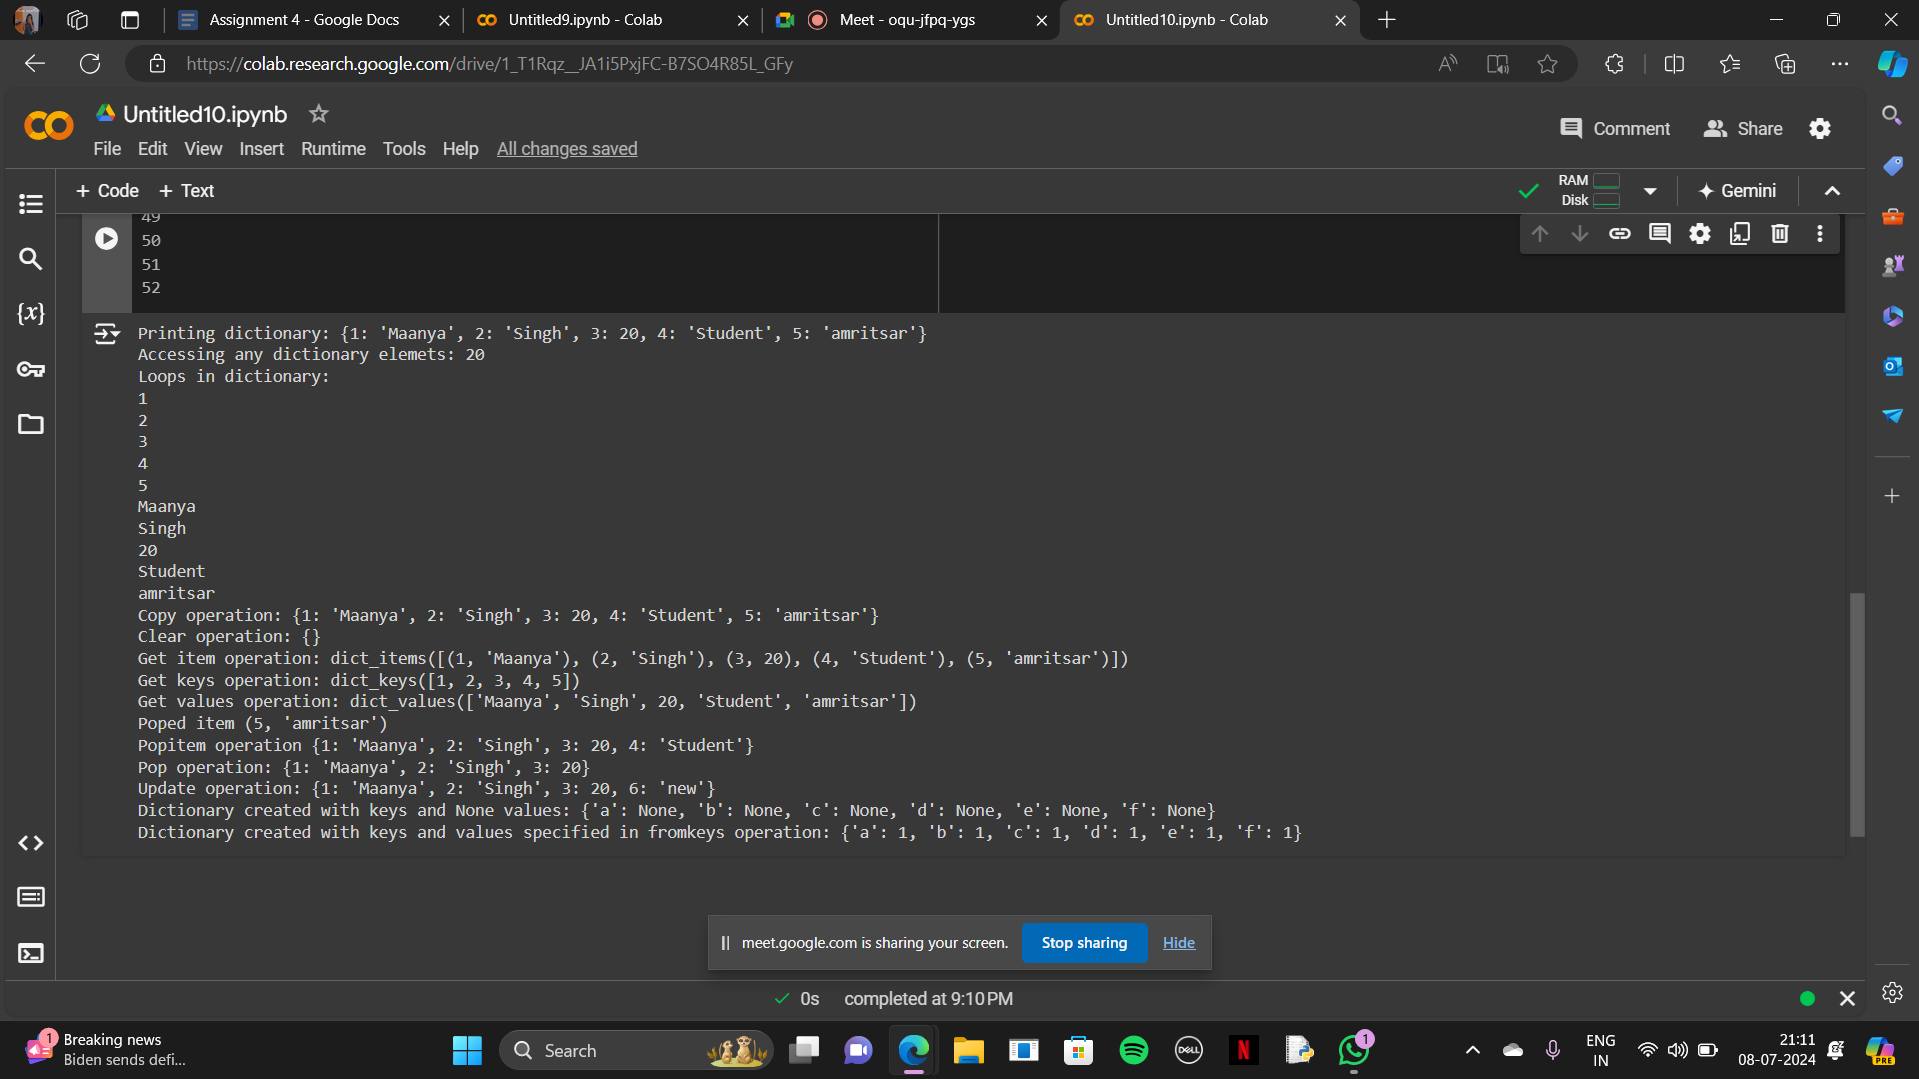 Assignment 4 - Google Docs
Untitled9.ipynb - Colab
Meet - oqu-jfpq-ygs
Untitled10.ipynb - Colab
https://colab.research.google.com/drive/1_T1Rqz__JA1i5PxjFC-B7SO4R85L_GFy
Untitled10.ipynb
Comment
Share
File Edit View Insert Runtime Tools Help All changes saved
+ Code + Text
RAM
Disk
Gemini
49
50
51
52
Printing dictionary: {1: 'Maanya', 2: 'Singh', 3: 20, 4: 'Student', 5: 'amritsar'}
Accessing any dictionary elemets: 20
Loops in dictionary:
1
2
3
4
5
Maanya
Singh
20
Student
amritsar
Copy operation: {1: 'Maanya', 2: 'Singh', 3: 20, 4: 'Student', 5: 'amritsar'}
Clear operation: {}
Get item operation: dict_items([(1, 'Maanya'), (2, 'Singh'), (3, 20), (4, 'Student'), (5, 'amritsar')])
Get keys operation: dict_keys([1, 2, 3, 4, 5])
Get values operation: dict_values(['Maanya', 'Singh', 20, 'Student', 'amritsar'])
Poped item (5, 'amritsar')
Popitem operation {1: 'Maanya', 2: 'Singh', 3: 20, 4: 'Student'}
Pop operation: {1: 'Maanya', 2: 'Singh', 3: 20}
Update operation: {1: 'Maanya', 2: 'Singh', 3: 20, 6: 'new'}
Dictionary created with keys and None values: {'a': None, 'b': None, 'c': None, 'd': None, 'e': None, 'f': None}
Dictionary created with keys and values specified in fromkeys operation: {'a': 1, 'b': 1, 'c': 1, 'd': 1, 'e': 1, 'f': 1}
meet.google.com is sharing your screen.
Stop sharing
Hide
0s completed at 9:10 PM
1
Breaking news
Biden sends defi...
Search
DELL
N
1
ENG
IN
21:11
08-07-2024
PRE